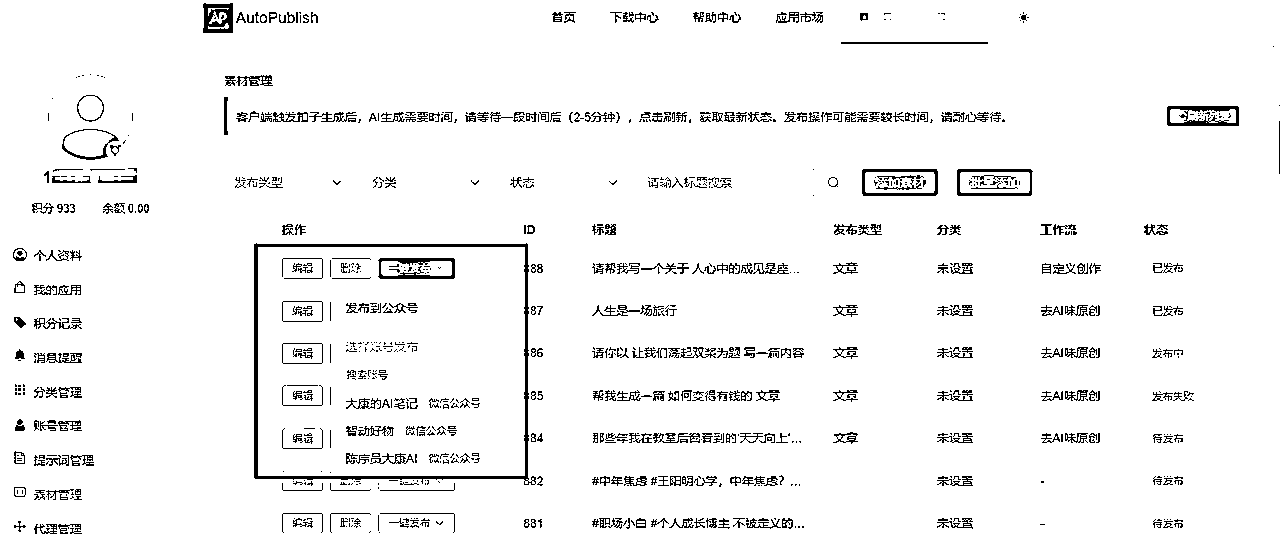 AP AutoPublish 首页 下载中心 帮助中心 应用市场
素材管理
客户端触发扣子生成后，AI生成需要时间，请等待一段时间后（2-5分钟），点击刷新，获取最新状态。发布操作可能需要较长时间，请耐心等待。
发布类型 分类 状态 请输入标题搜索 添加素材 批量添加
积分 933 余额 0.00
个人资料
我的应用
积分记录
消息提醒
分类管理
账号管理
提示词管理
素材管理
代理管理
操作 ID 标题 发布类型 分类 工作流 状态
编辑 删除 一键发布 888 请帮我写一个关于 人心中的成见是座... 文章 未设置 自定义创作 已发布
编辑 发布到公众号 887 人生是一场旅行 文章 未设置 去AI味原创 已发布
编辑 选择账号发布 886 请你以 让我们荡起双桨为题 写一篇内容 文章 未设置 去AI味原创 发布中
搜索账号
编辑 大康的AI笔记 微信公众号 885 帮我生成一篇 如何变得有钱的 文章 文章 未设置 去AI味原创 发布失败
编辑 智动好物 微信公众号 884 那些年我在教室后窗看到的'天天向上'... 文章 未设置 去AI味原创 待发布
陈序员大康AI 微信公众号
编辑 删除 一键发布 882 #中年焦虑 #王阳明心学，中年焦虑？... 未设置 - 待发布
编辑 删除 一键发布 881 #职场小白 #个人成长博主 不被定义的... 未设置 - 待发布